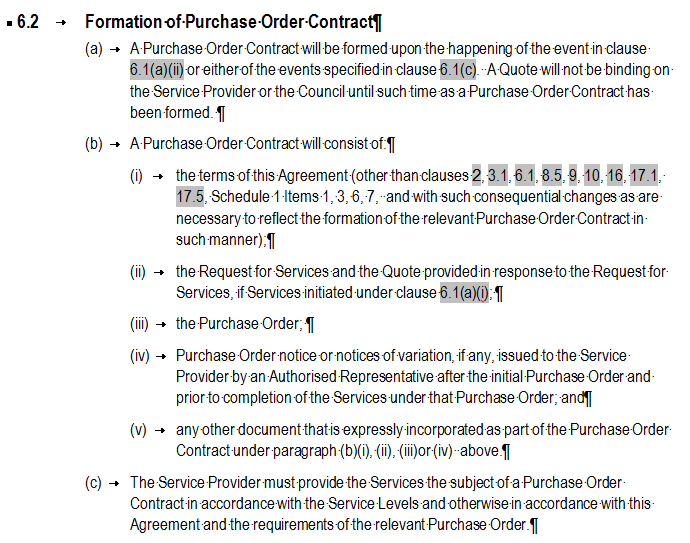 6.2 → Formation·of·Purchase·Order·Contract¶
(a) → A·Purchase·Order·Contract·will·be·formed·upon·the·happening·of·the·event·in·clause·
6.1(a)(ii)·or·either·of·the·events·specified·in·clause·6.1(c).··A·Quote·will·not·be·binding·on·
the·Service·Provider·or·the·Council·until·such·time·as·a·Purchase·Order·Contract·has·
been·formed.·¶
(b) → A·Purchase·Order·Contract·will·consist·of:¶
(i) → the·terms·of·this·Agreement·(other·than·clauses·2,·3.1,·6.1,·8.5,·9,·10,·16,·17.1,·
17.5,·Schedule·1·Items·1,·3,·6,·7,··and·with·such·consequential·changes·as·are·
necessary·to·reflect·the·formation·of·the·relevant·Purchase·Order·Contract·in·
such·manner);¶
(ii) → the·Request·for·Services·and·the·Quote·provided·in·response·to·the·Request·for·
Services,·if·Services·initiated·under·clause·6.1(a)(i);¶
(iii) → the·Purchase·Order;·¶
(iv) → Purchase·Order·notice·or·notices·of·variation,·if·any,·issued·to·the·Service·
Provider·by·an·Authorised·Representative·after·the·initial·Purchase·Order·and·
prior·to·completion·of·the·Services·under·that·Purchase·Order;·and¶
(v) → any·other·document·that·is·expressly·incorporated·as·part·of·the·Purchase·Order·
Contract·under·paragraph·(b)(i),·(ii),·(iii)or·(iv)··above.¶
(c) → The·Service·Provider·must·provide·the·Services·the·subject·of·a·Purchase·Order·
Contract·in·accordance·with·the·Service·Levels·and·otherwise·in·accordance·with·this·
Agreement·and·the·requirements·of·the·relevant·Purchase·Order.¶